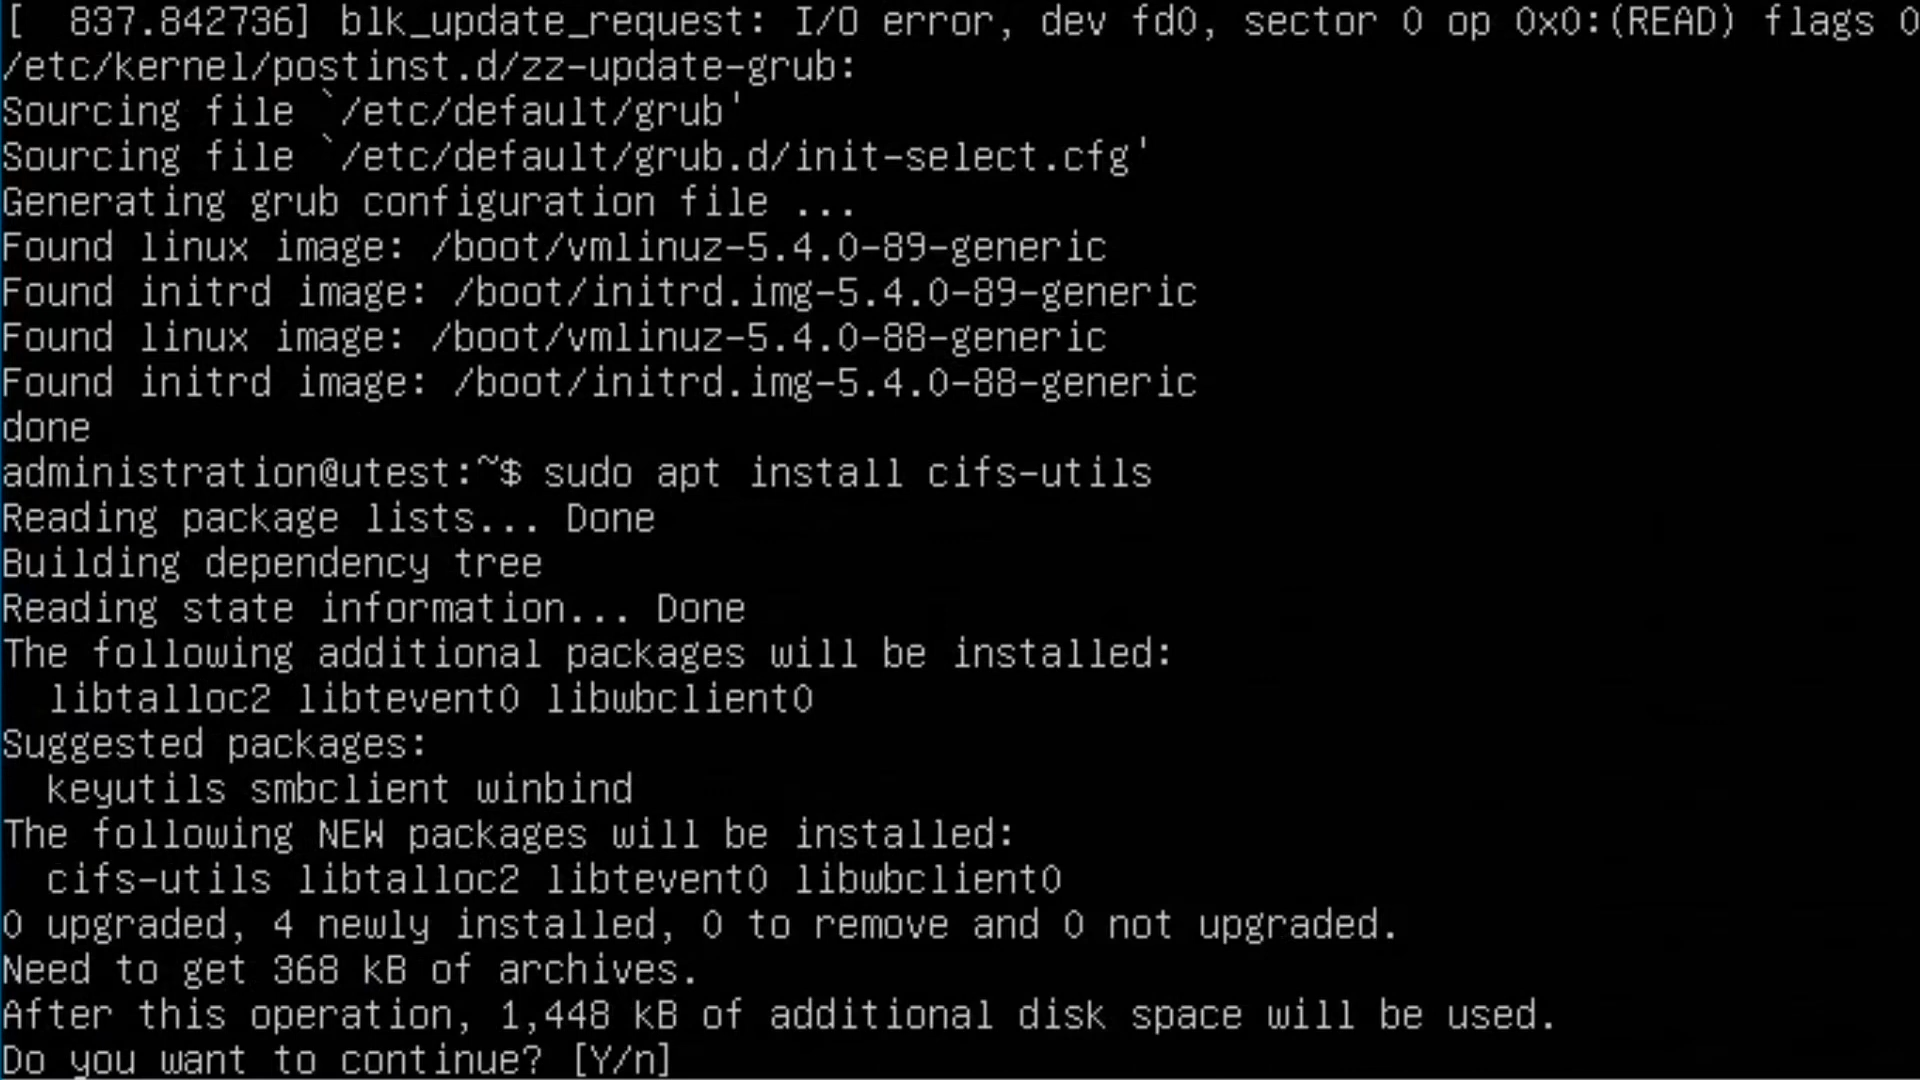 [  837.842736] blk_update_request: I/O error, dev fd0, sector 0 op 0x0:(READ) flags 0
/etc/kernel/postinst.d/zz-update-grub:
Sourcing file `/etc/default/grub'
Sourcing file `/etc/default/grub.d/init-select.cfg'
Generating grub configuration file ...
Found linux image: /boot/vmlinuz-5.4.0-89-generic
Found initrd image: /boot/initrd.img-5.4.0-89-generic
Found linux image: /boot/vmlinuz-5.4.0-88-generic
Found initrd image: /boot/initrd.img-5.4.0-88-generic
done
administration@utest:~$ sudo apt install cifs-utils
Reading package lists... Done
Building dependency tree
Reading state information... Done
The following additional packages will be installed:
  libtalloc2 libtevent0 libwbclient0
Suggested packages:
  keyutils smbclient winbind
The following NEW packages will be installed:
  cifs-utils libtalloc2 libtevent0 libwbclient0
0 upgraded, 4 newly installed, 0 to remove and 0 not upgraded.
Need to get 368 kB of archives.
After this operation, 1,448 kB of additional disk space will be used.
Do you want to continue? [Y/n]